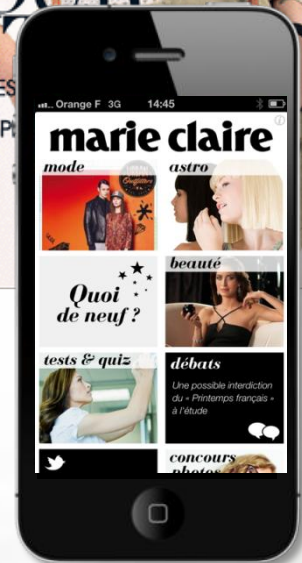 Orange F 3G 14:45
marie claire
mode
astro
Quoi
de neuf ?
beauté
tests & quiz
débats
Une possible interdiction
du « Printemps français »
à l'étude
concours
photos